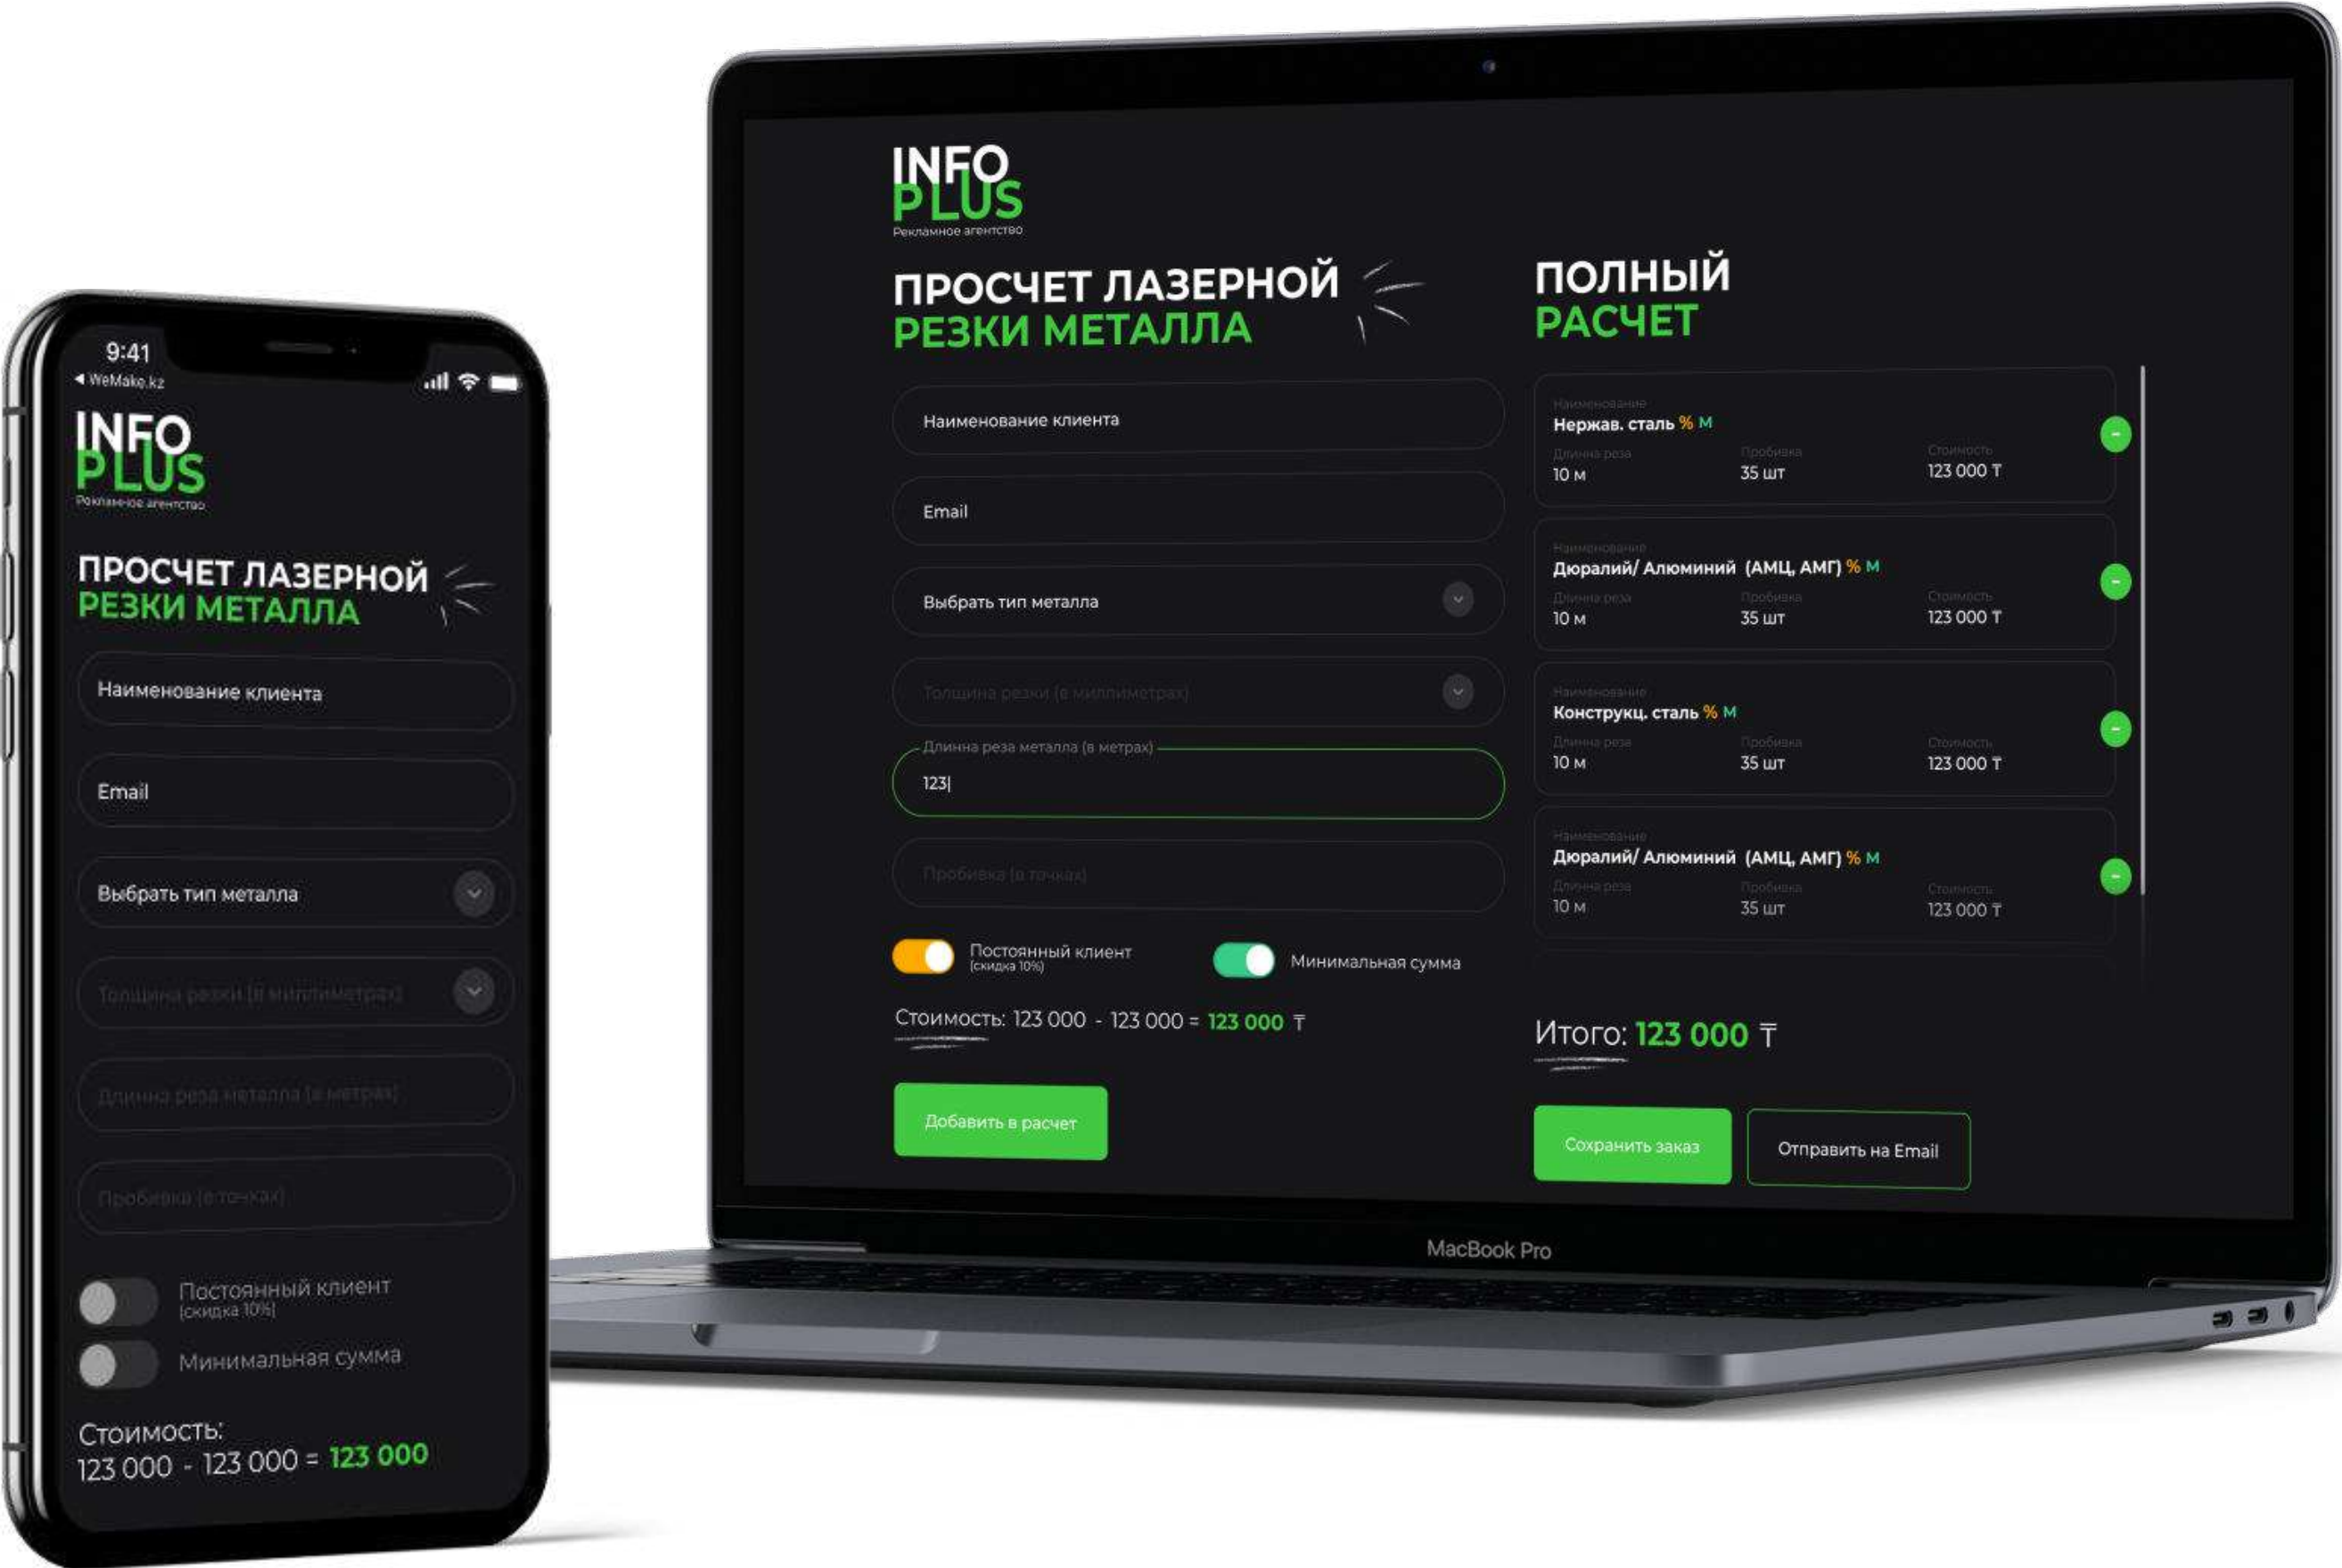 9:41
WeMake.kz
INFO
PLUS
Рекламное агентство
ПРОСЧЕТ ЛАЗЕРНОЙ
РЕЗКИ МЕТАЛЛА
Наименование клиента
Email
Выбрать тип металла
Толщина резки (в миллиметрах)
Длинна реза металла (в метрах)
Пробивка (в точках)
Постоянный клиент
(скидка 10%)
Минимальная сумма
Стоимость:
123 000 - 123 000 = 123 000
INFO
PLUS
Рекламное агентство
ПРОСЧЕТ ЛАЗЕРНОЙ
РЕЗКИ МЕТАЛЛА
Наименование клиента
Email
Выбрать тип металла
Толщина резки (в миллиметрах)
Длинна реза металла (в метрах)
123
Пробивка (в точках)
Постоянный клиент
(скидка 10%)
Минимальная сумма
Стоимость: 123 000 - 123 000 = 123 000 ₸
Добавить в расчет
ПОЛНЫЙ
РАСЧЕТ
Наименование
Нержав. сталь % М
Длинна реза Пробивка Стоимость
10 м 35 шт 123 000 ₸
Наименование
Дюралий/ Алюминий (АМЦ, АМГ) % М
Длинна реза Пробивка Стоимость
10 м 35 шт 123 000 ₸
Наименование
Конструкц. сталь % М
Длинна реза Пробивка Стоимость
10 м 35 шт 123 000 ₸
Наименование
Дюралий/ Алюминий (АМЦ, АМГ) % М
Длинна реза Пробивка Стоимость
10 м 35 шт 123 000 ₸
Итого: 123 000 ₸
Сохранить заказ
Отправить на Email
MacBook Pro